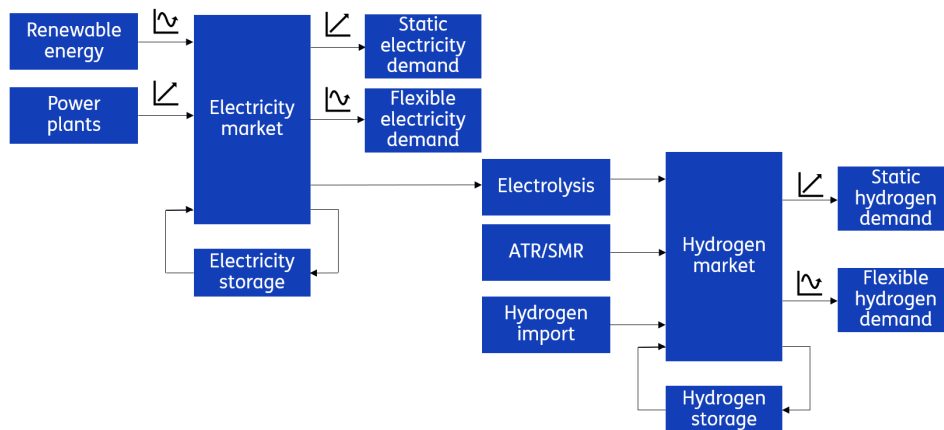 Renewable
energy
Power
plants
Electricity
market
Static
electricity
demand
Flexible
electricity
demand
Electricity
storage
Electrolysis
ATR/SMR
Hydrogen
import
Hydrogen
market
Static
hydrogen
demand
Flexible
hydrogen
demand
Hydrogen
storage